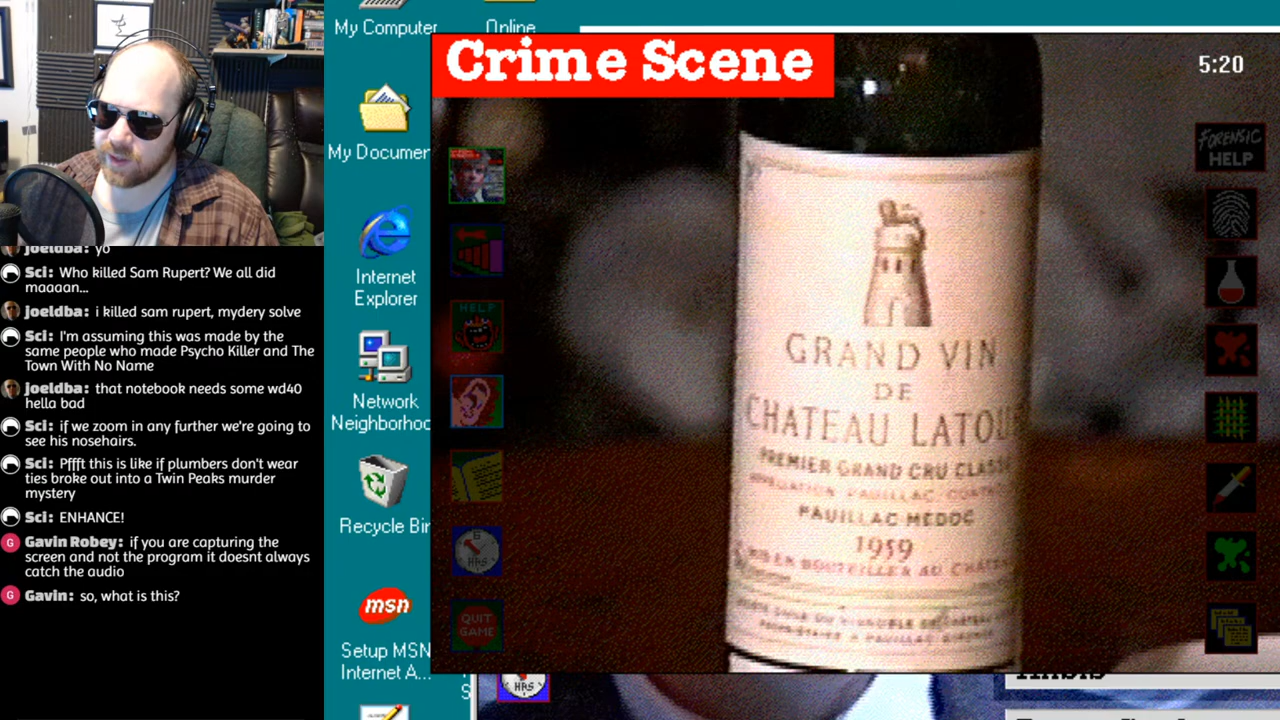 joeldba: yo
Sci: Who killed Sam Rupert? We all did
maaaan...
joeldba: i killed sam rupert, mydery solve
Sci: I'm assuming this was made by the
same people who made Psycho Killer and The
Town With No Name
joeldba: that notebook needs some wd40
hella bad
Sci: if we zoom in any further we're going to
see his nosehairs.
Sci: Pffft this is like if plumbers don't wear
ties broke out into a Twin Peaks murder
mystery
Sci: ENHANCE!
G Gavin Robey: if you are capturing the
screen and not the program it doesnt always
catch the audio
G Gavin: so, what is this?
My Computer
Online
My Documen
Internet
Explorer
Network
Neighborhoo
Recycle Bin
msn
Setup MSN
Internet A...
S
Crime Scene
5:20
HELP
6
HRS
QUIT
GAME
HRS
FORENSIC
HELP
GRAND VIN
DE
CHATEAU LATOU
PREMIER GRAND CRU CLASSE
PAUILLAC MEDOC
1959